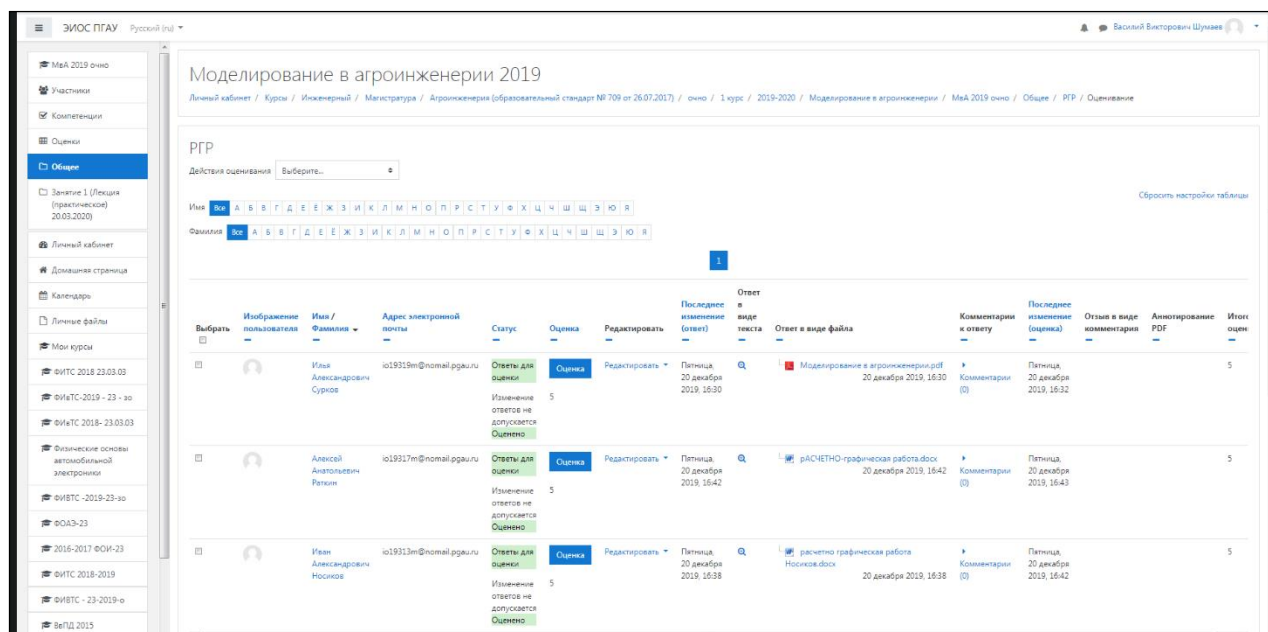 ЭИОС ПГАУ Русский (ru)
Василий Викторович Шумаев
МвА 2019 очно
Участники
Компетенции
Оценки
Общее
Занятие 1 (Лекция
(практическое)
20.03.2020)
Личный кабинет
Домашняя страница
Календарь
Личные файлы
Мои курсы
ФИТС 2018 23.03.03
ФИвТС-2019 - 23 - зо
ФИвТС 2018- 23.03.03
Физические основы
автомобильной
электроники
ФИВТС -2019-23-зо
ФОАЭ-23
2016-2017 ФОИ-23
ФИТС 2018-2019
ФИВТС - 23-2019-о
ВвПД 2015
Моделирование в агроинженерии 2019
Личный кабинет / Курсы / Инженерный / Магистратура / Агроинженерия (образовательный стандарт № 709 от 26.07.2017) / очно / 1 курс / 2019-2020 / Моделирование в агроинженерии / МвА 2019 очно / Общее / РГР / Оценивание
РГР
Действия оценивания Выберите...
Сбросить настройки таблицы
Имя Все А Б В Г Д Е Ё Ж З И К Л М Н О П Р С Т У Ф Х Ц Ч Ш Щ Э Ю Я
Фамилия Все А Б В Г Д Е Ё Ж З И К Л М Н О П Р С Т У Ф Х Ц Ч Ш Щ Э Ю Я
1
Выбрать
Изображение
пользователя
Имя /
Фамилия
Адрес электронной
почты
Статус
Оценка
Редактировать
Последнее
изменение
(ответ)
Ответ
в
виде
текста
Ответ в виде файла
Комментарии
к ответу
Последнее
изменение
(оценка)
Отзыв в виде
комментария
Аннотирование
PDF
Илья
Александрович
Сурков
io19319m@nomail.pgau.ru
Ответы для
оценки
Изменение
ответов не
допускается
Оценено
Оценка
5
Редактировать
Пятница,
20 декабря
2019, 16:30
Моделирование в агроинженерии.pdf
20 декабря 2019, 16:30
Комментарии
(0)
Пятница,
20 декабря
2019, 16:32
5
Алексей
Анатольевич
Раткин
io19317m@nomail.pgau.ru
Ответы для
оценки
Изменение
ответов не
допускается
Оценено
Оценка
5
Редактировать
Пятница,
20 декабря
2019, 16:42
рАСЧЕТНО-графическая работа.docx
20 декабря 2019, 16:42
Комментарии
(0)
Пятница,
20 декабря
2019, 16:43
5
Иван
Александрович
Носиков
io19313m@nomail.pgau.ru
Ответы для
оценки
Изменение
ответов не
допускается
Оценено
Оценка
5
Редактировать
Пятница,
20 декабря
2019, 16:38
расчетно графическая работа
Носиков.docx
20 декабря 2019, 16:38
Комментарии
(0)
Пятница,
20 декабря
2019, 16:42
5